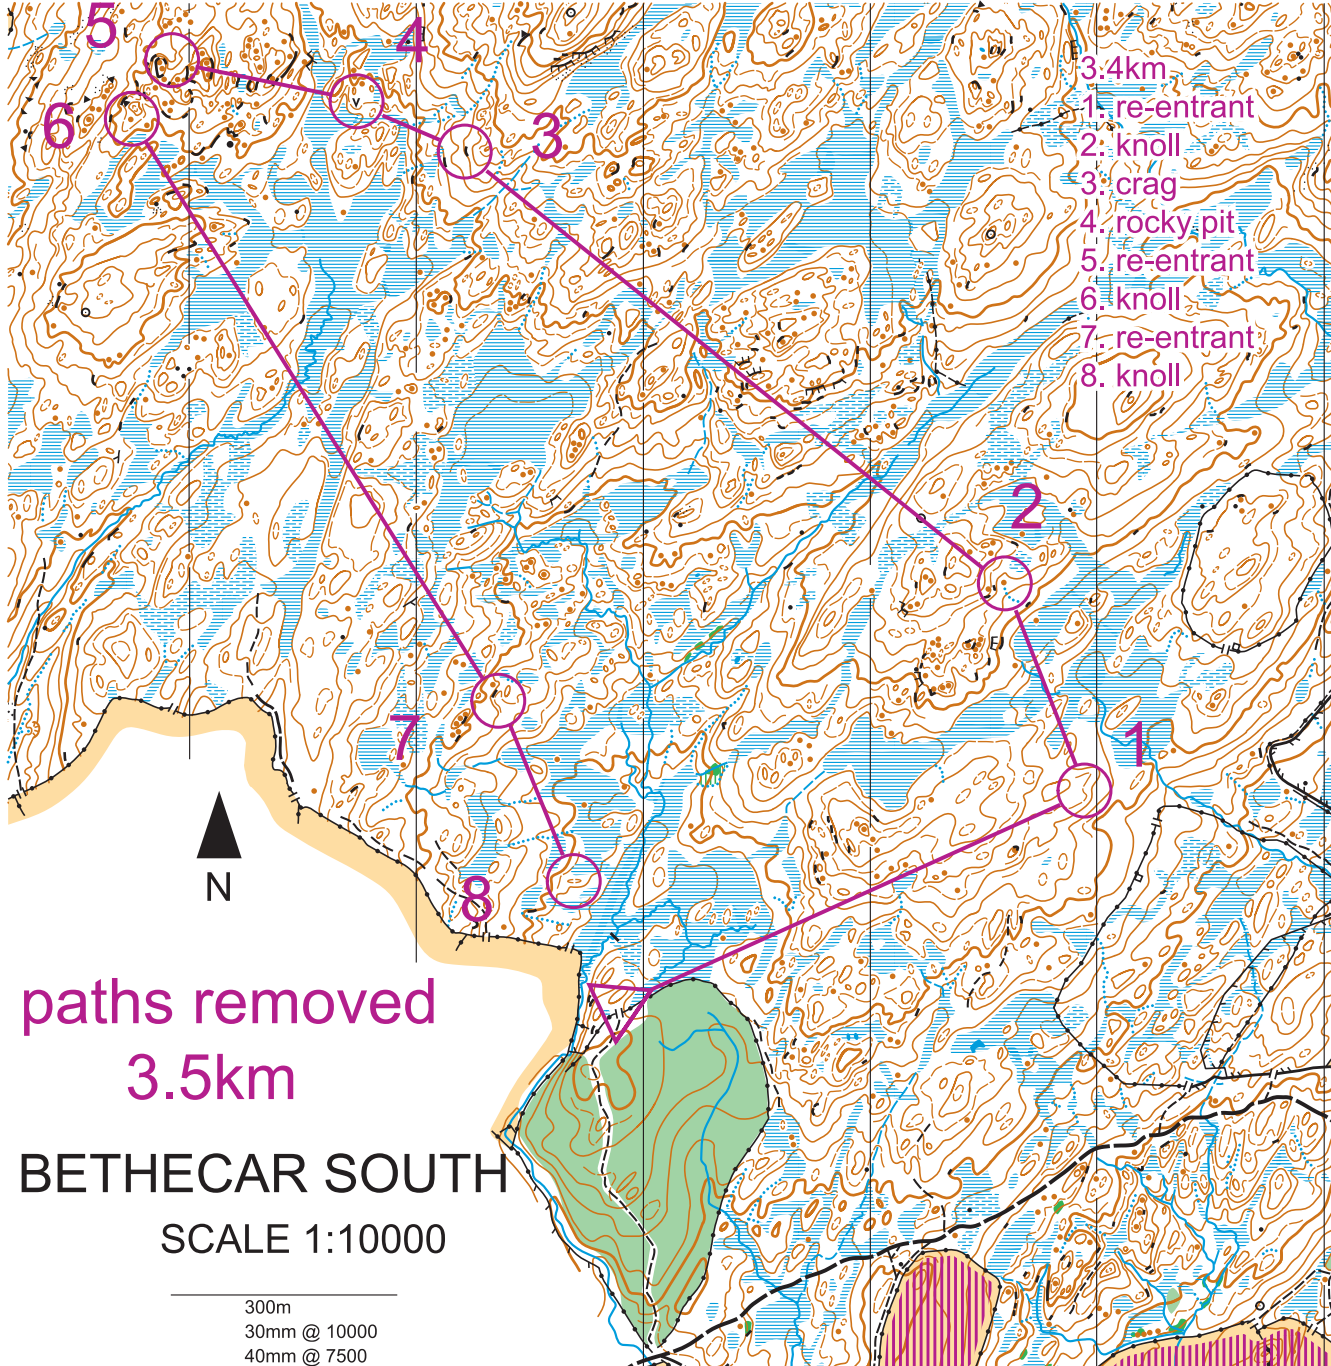 5
4
3
6
3.4km
1. re-entrant
2. knoll
3. crag
4. rocky pit
5. re-entrant
6. knoll
7. re-entrant
8. knoll
2
1
7
8
N
paths removed
3.5km
BETHECAR SOUTH
SCALE 1:10000
300m
30mm @ 10000
40mm @ 7500